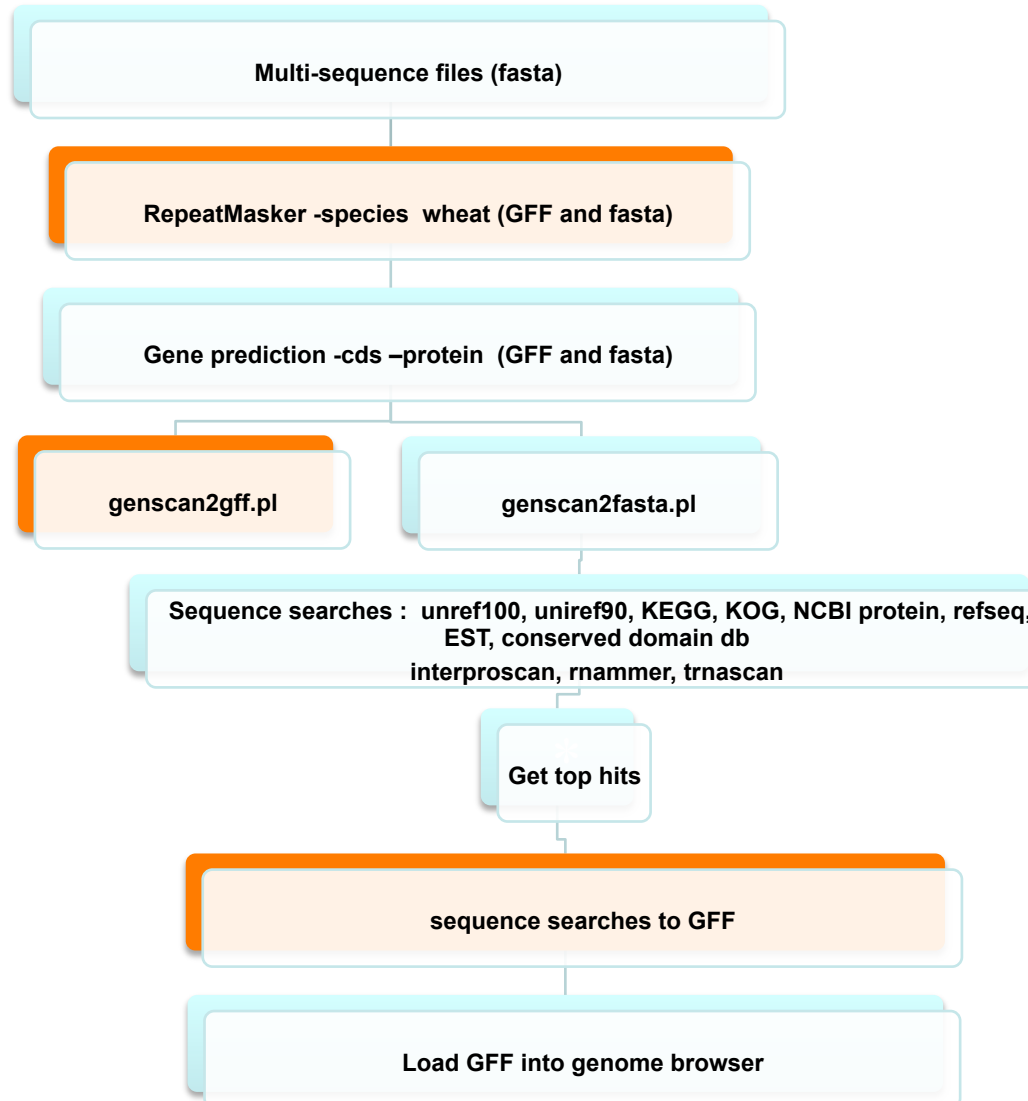 Multi-sequence files (fasta)
RepeatMasker -species  wheat (GFF and fasta)
Gene prediction -cds –protein  (GFF and fasta)
genscan2gff.pl
genscan2fasta.pl
Sequence searches :  unref100, uniref90, KEGG, KOG, NCBI protein, refseq,
EST, conserved domain db
interproscan, rnammer, trnascan
Get top hits
sequence searches to GFF
Load GFF into genome browser